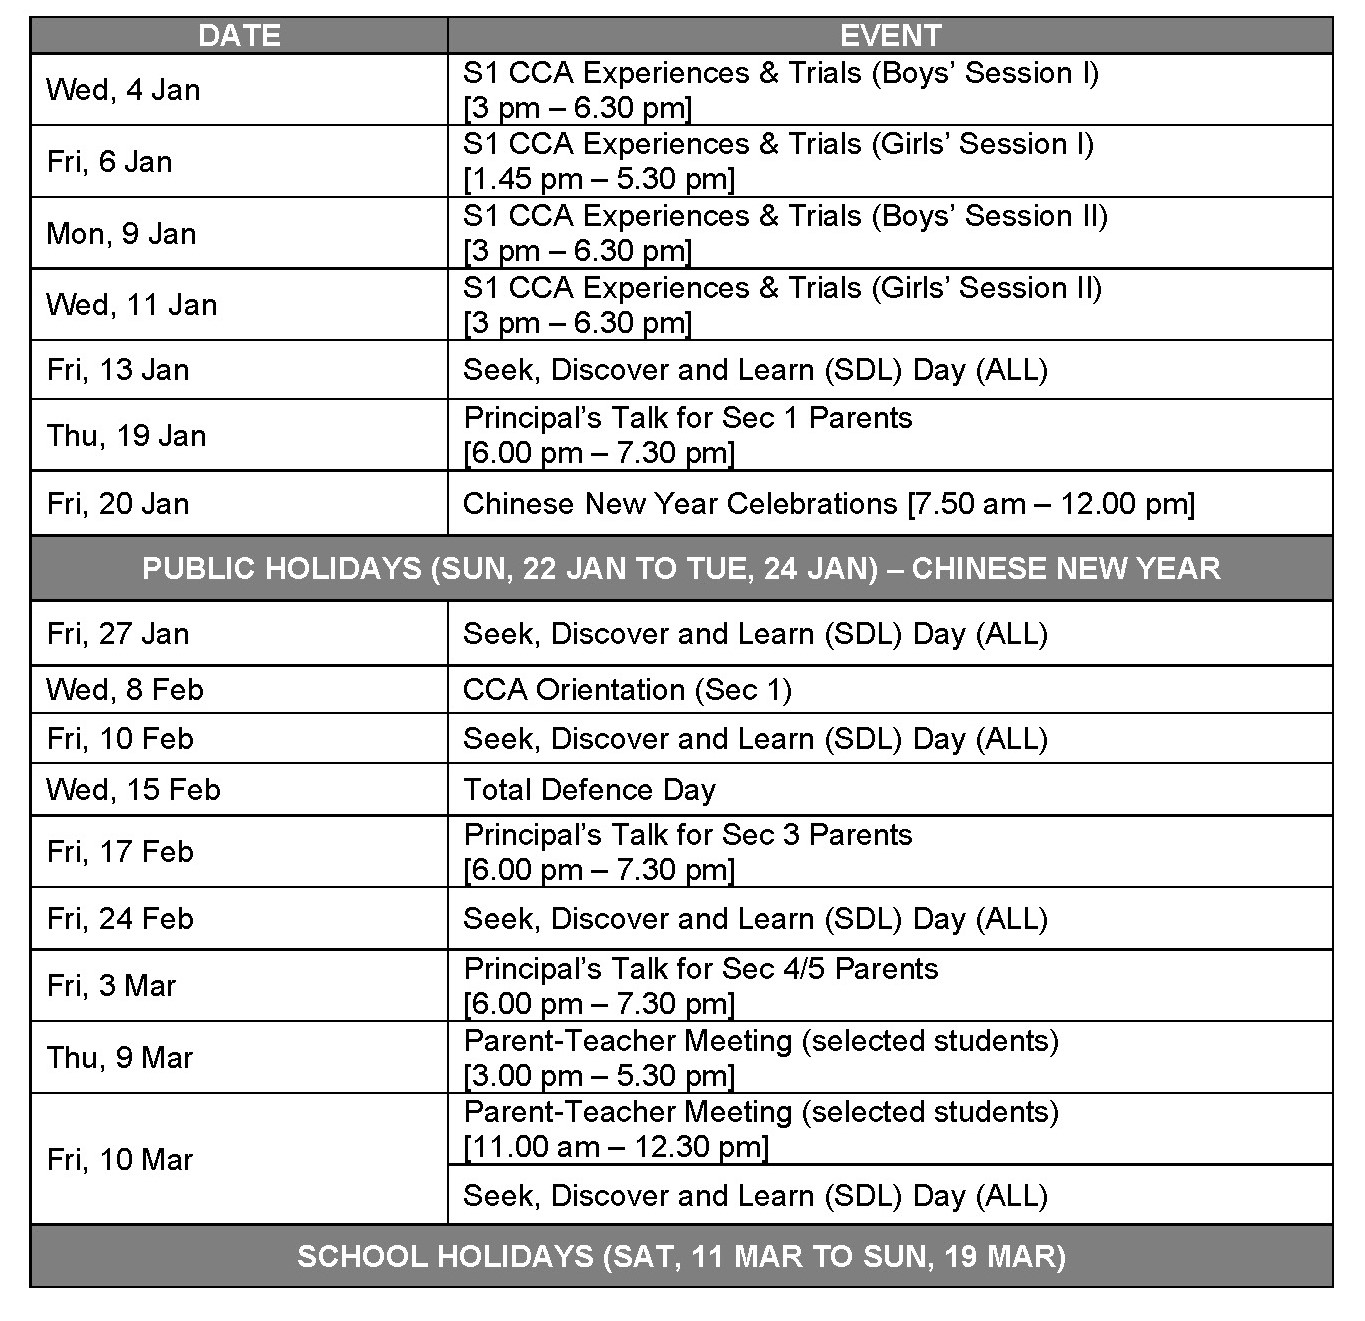 DATE EVENT
Wed, 4 Jan
S1 CCA Experiences & Trials (Boys’ Session I)
[3 pm – 6.30 pm]
Fri, 6 Jan
S1 CCA Experiences & Trials (Girls’ Session I)
[1.45 pm – 5.30 pm]
Mon, 9 Jan
S1 CCA Experiences & Trials (Boys’ Session II)
[3 pm – 6.30 pm]
Wed, 11 Jan
S1 CCA Experiences & Trials (Girls’ Session II)
[3 pm – 6.30 pm]
Fri, 13 Jan
Seek, Discover and Learn (SDL) Day (ALL)
Thu, 19 Jan
Principal’s Talk for Sec 1 Parents
[6.00 pm – 7.30 pm]
Fri, 20 Jan
Chinese New Year Celebrations [7.50 am – 12.00 pm]
PUBLIC HOLIDAYS (SUN, 22 JAN TO TUE, 24 JAN) – CHINESE NEW YEAR
Fri, 27 Jan
Seek, Discover and Learn (SDL) Day (ALL)
Wed, 8 Feb
CCA Orientation (Sec 1)
Fri, 10 Feb
Seek, Discover and Learn (SDL) Day (ALL)
Wed, 15 Feb
Total Defence Day
Fri, 17 Feb
Principal’s Talk for Sec 3 Parents
[6.00 pm – 7.30 pm]
Fri, 24 Feb
Seek, Discover and Learn (SDL) Day (ALL)
Fri, 3 Mar
Principal’s Talk for Sec 4/5 Parents
[6.00 pm – 7.30 pm]
Thu, 9 Mar
Parent-Teacher Meeting (selected students)
[3.00 pm – 5.30 pm]
Fri, 10 Mar
Parent-Teacher Meeting (selected students)
[11.00 am – 12.30 pm]
Seek, Discover and Learn (SDL) Day (ALL)
SCHOOL HOLIDAYS (SAT, 11 MAR TO SUN, 19 MAR)